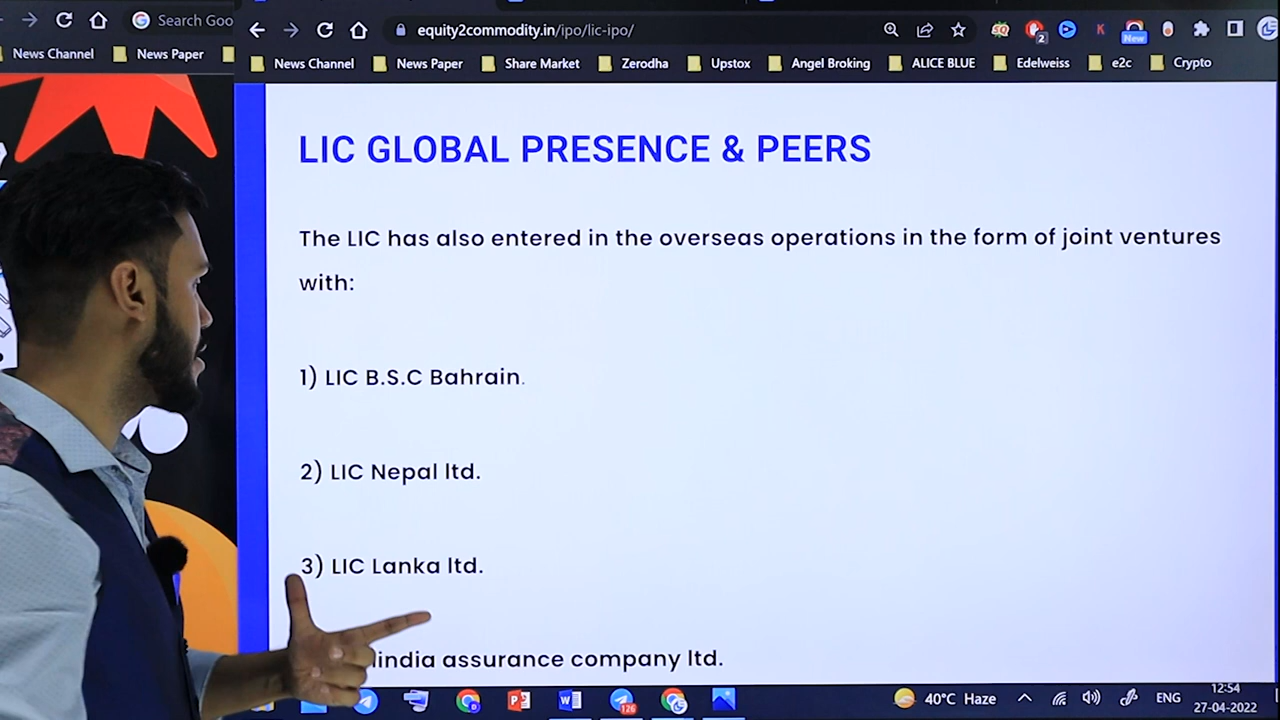 Search Goo
equity2commodity.in/ipo/lic-ipo/
2
New
News Channel
News Paper
News Channel
News Paper
Share Market
Zerodha
Upstox
Angel Broking
ALICE BLUE
Edelweiss
e2c
Crypto
LIC GLOBAL PRESENCE & PEERS
The LIC has also entered in the overseas operations in the form of joint ventures
with:
1) LIC B.S.C Bahrain.
2) LIC Nepal ltd.
3) LIC Lanka ltd.
india assurance company ltd.
126
40°C Haze
ENG
12:54
27-04-2022